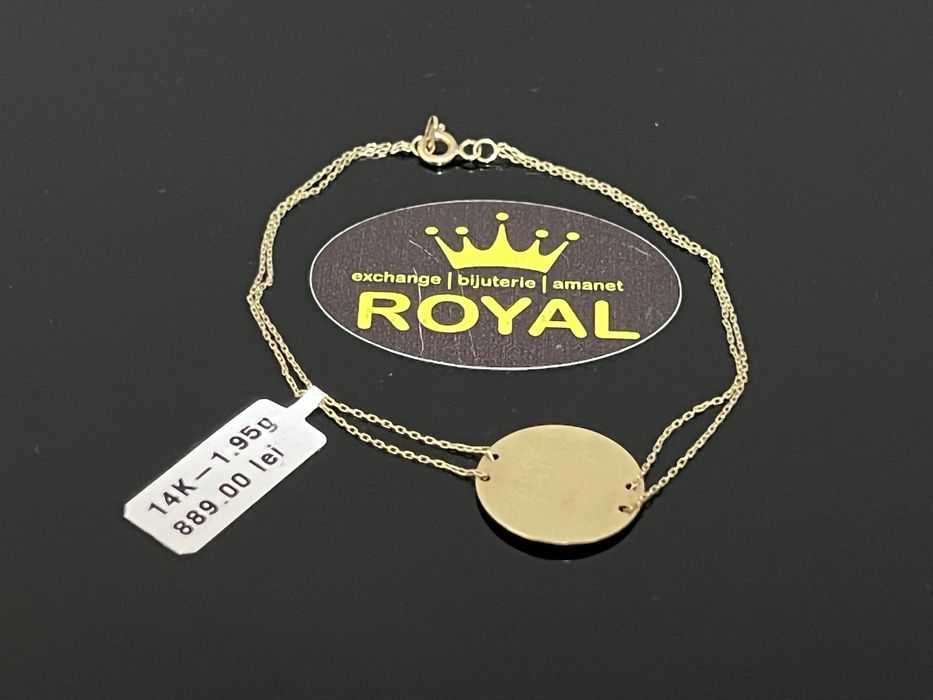 exchange | bijuterie | amanet
ROYAL
14K-1.95g
889.00 lei